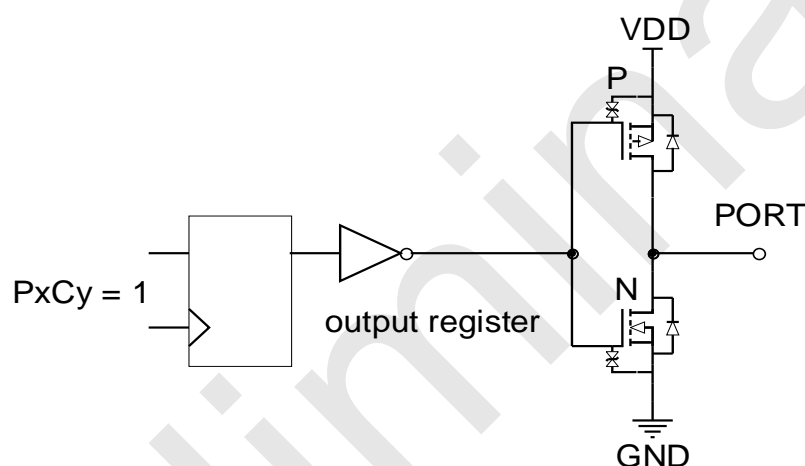 VDD
P
PORT
PxCy = 1
N
output register
GND